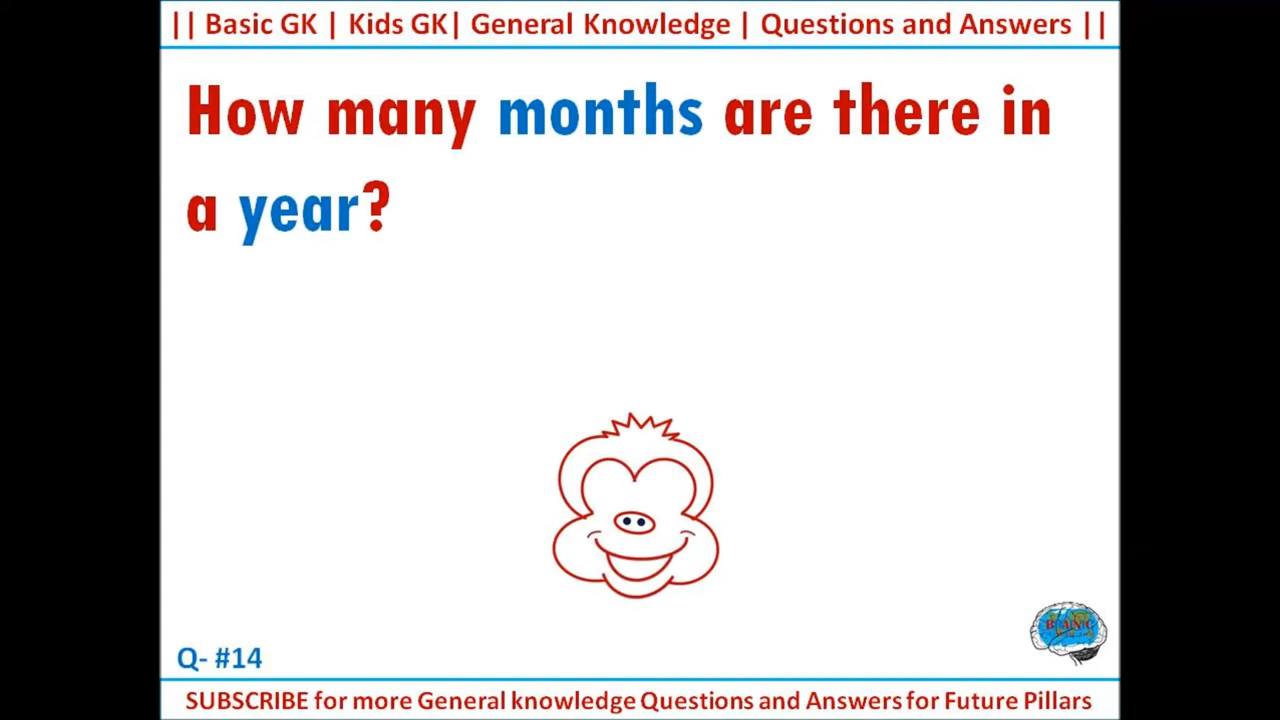 || Basic GK | Kids GK| General Knowledge | Questions and Answers ||
How many months are there in
a year?
Q- #14
SUBSCRIBE for more General knowledge Questions and Answers for Future Pillars